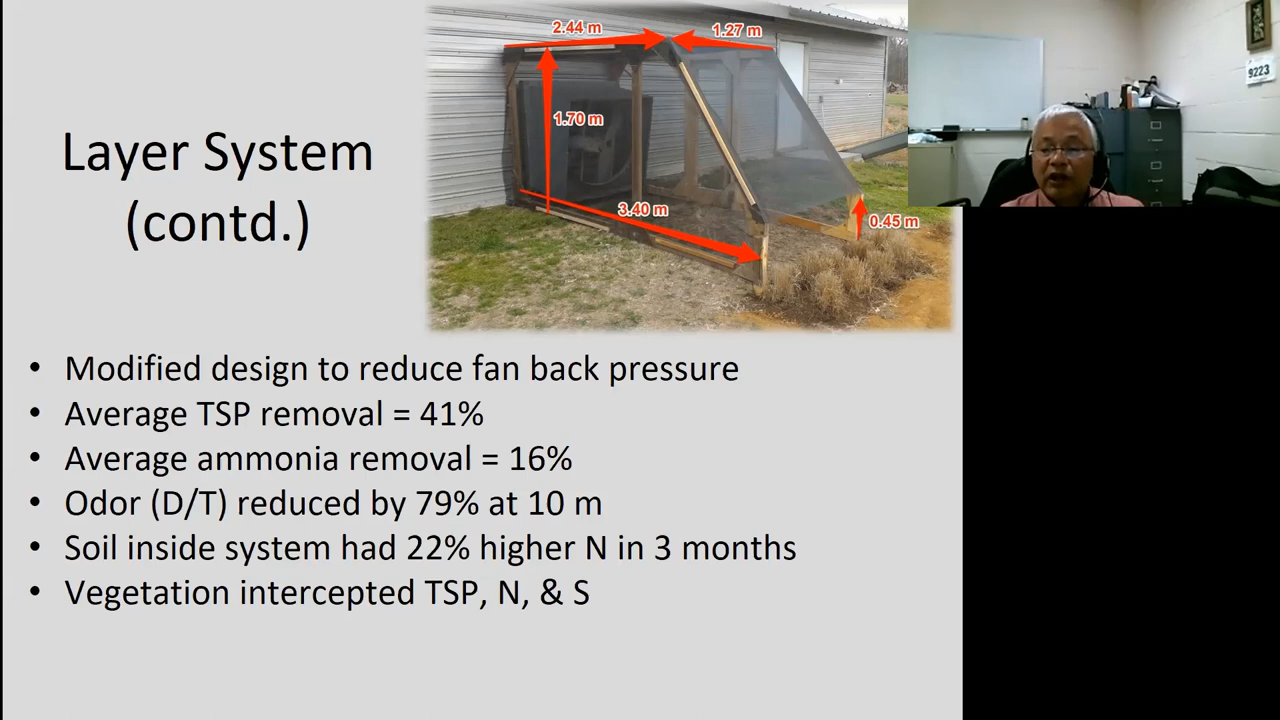 2.44 m
1.27 m
1.70 m
3.40 m
0.45 m
9223
Layer System
(contd.)
• Modified design to reduce fan back pressure
• Average TSP removal = 41%
• Average ammonia removal = 16%
• Odor (D/T) reduced by 79% at 10 m
• Soil inside system had 22% higher N in 3 months
• Vegetation intercepted TSP, N, & S